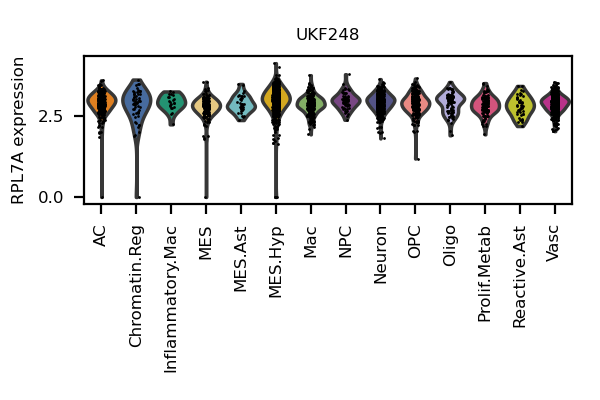 UKF248
RPL7A expression
2.5
0.0
AC
Chromatin.Reg
Inflammatory.Mac
MES
MES.Ast
MES.Hyp
Mac
NPC
Neuron
OPC
Oligo
Prolif.Metab
Reactive.Ast
Vasc